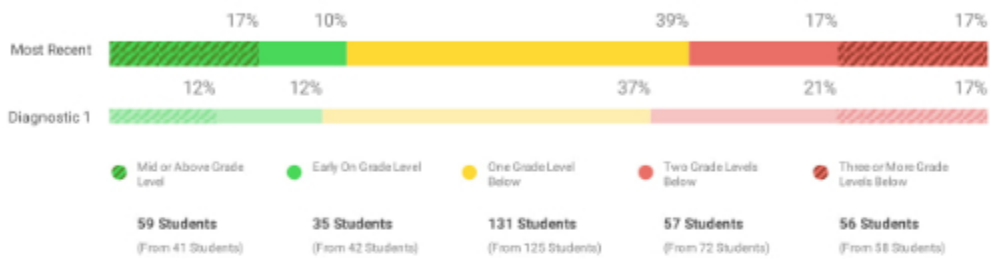 17% 10% 39% 17% 17%
Most Recent
12% 12% 37% 21% 17%
Diagnostic 1
Mid or Above Grade Level
Early On Grade Level
One Grade Level Below
Two Grade Levels Below
Three or More Grade Levels Below
59 Students 35 Students 131 Students 57 Students 56 Students
(From 41 Students) (From 42 Students) (From 125 Students) (From 72 Students) (From 58 Students)